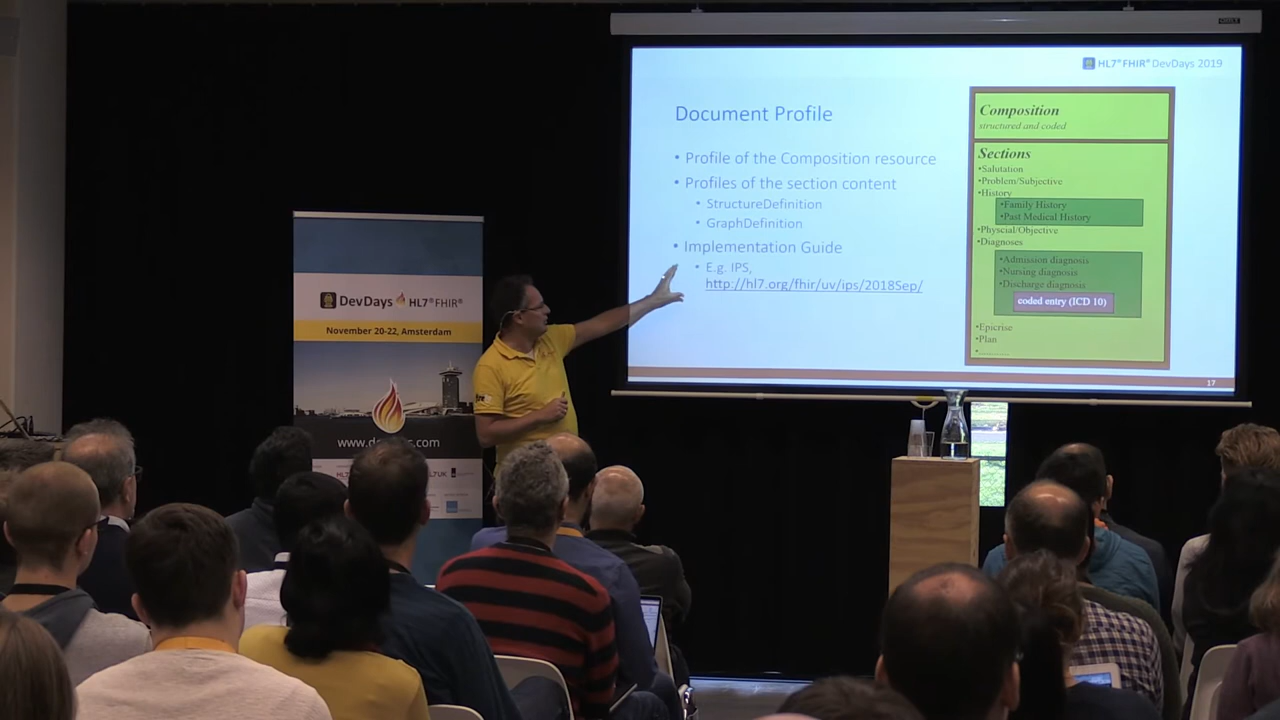 HL7® FHIR® DevDays 2019
Document Profile
• Profile of the Composition resource
• Profiles of the section content
• StructureDefinition
• GraphDefinition
• Implementation Guide
• E.g. IPS,
http://hl7.org/fhir/uv/ips/2018Sep/
Composition
structured and coded
Sections
•Salutation
•Problem/Subjective
•History
•Family History
•Past Medical History
•Physcial/Objective
•Diagnoses
•Admission diagnosis
•Nursing diagnosis
•Discharge diagnosis
coded entry (ICD 10)
•Epicrise
•Plan
17
DevDays HL7® FHIR®
November 20-22, Amsterdam